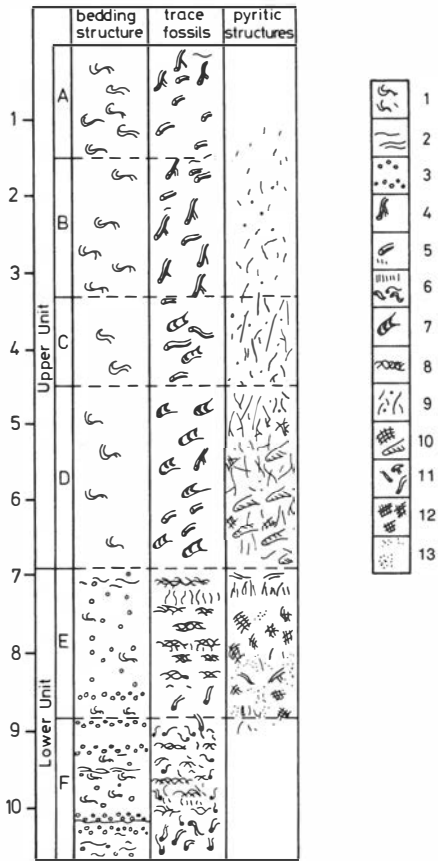 bedding structure
trace fossils
pyritic structures
Upper Unit
Lower Unit
A
B
C
D
E
F
1
2
3
4
5
6
7
8
9
10
1
2
3
4
5
6
7
8
9
10
11
12
13